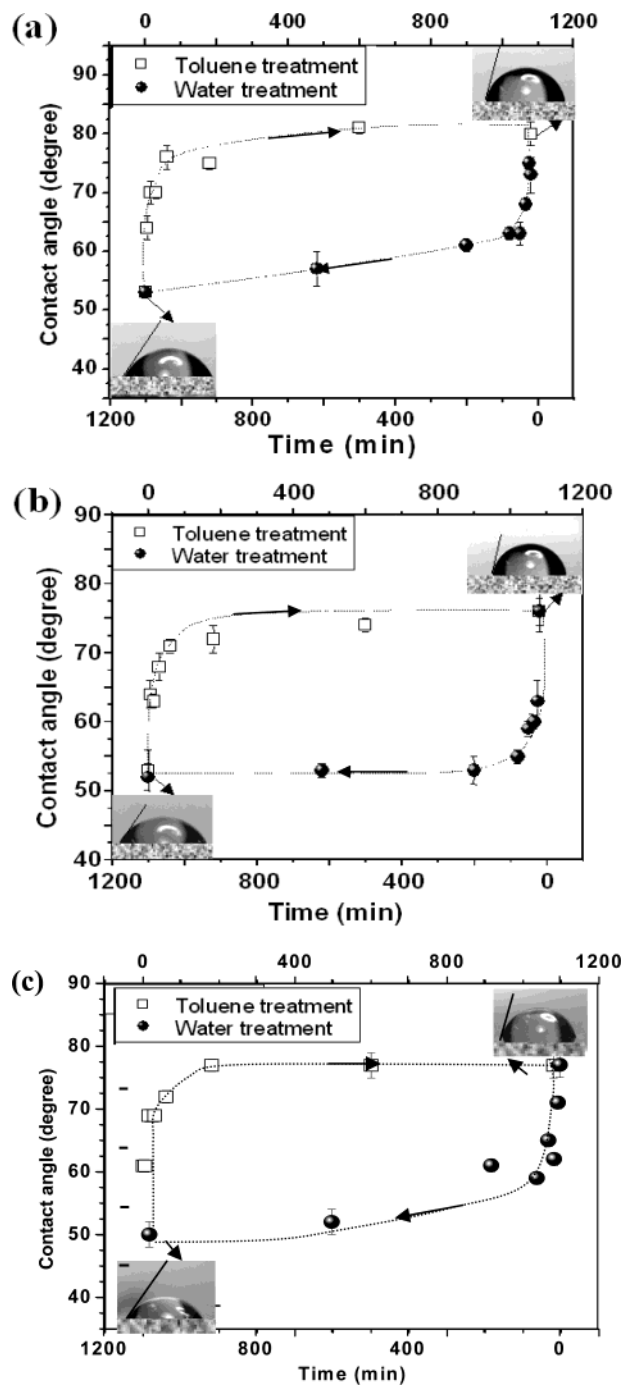 (a)
0 400 800 1200
Toluene treatment
Water treatment
90
80
70
60
50
40
Contact angle (degree)
1200 800 400 0
Time (min)
(b)
0 400 800 1200
90
Toluene treatment
Water treatment
80
70
60
50
40
Contact angle (degree)
1200 800 400 0
Time (min)
(c)
0 400 800 1200
90
Toluene treatment
Water treatment
80
70
60
50
40
Contact angle (degree)
1200 800 400 0
Time (min)